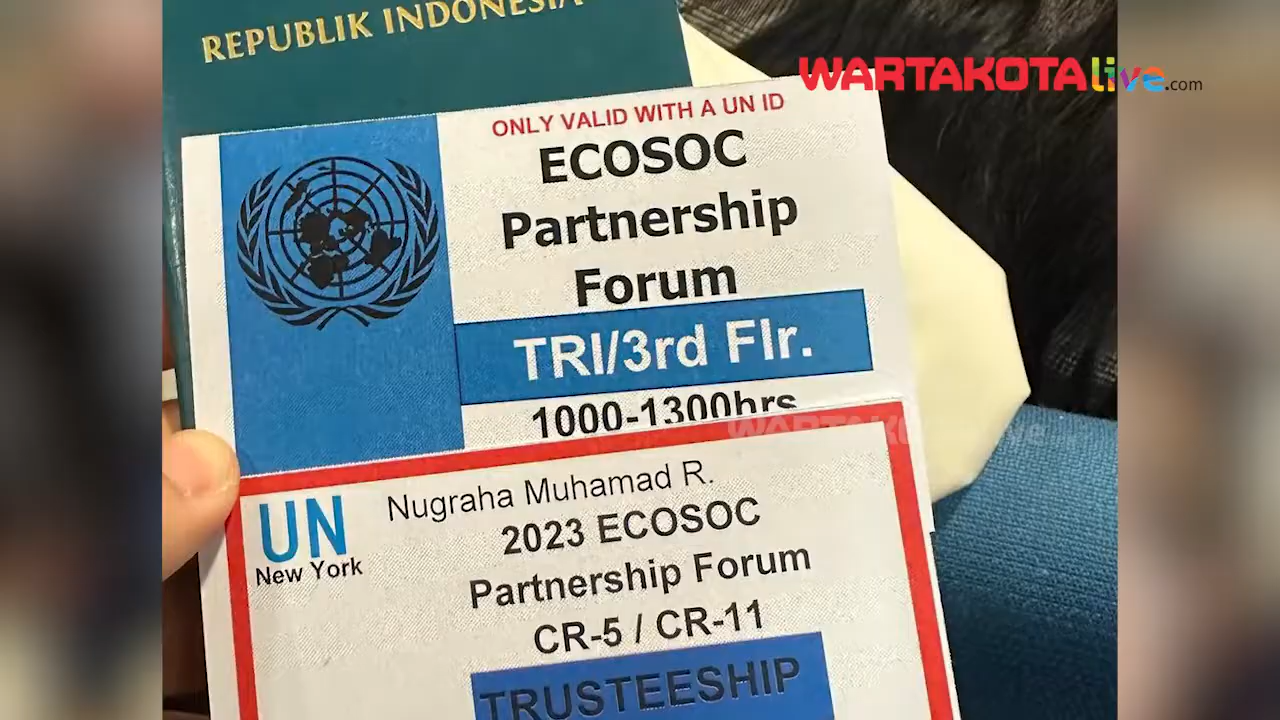 REPUBLIK INDONESIA
WARTAKOTAlive.com
ONLY VALID WITH A UN ID
ECOSOC
Partnership
Forum
TRI/3rd Flr.
1000-1300hrs
WARTAKOTAlive
UN
New York
Nugraha Muhamad R.
2023 ECOSOC
Partnership Forum
CR-5 / CR-11
TRUSTEESHIP